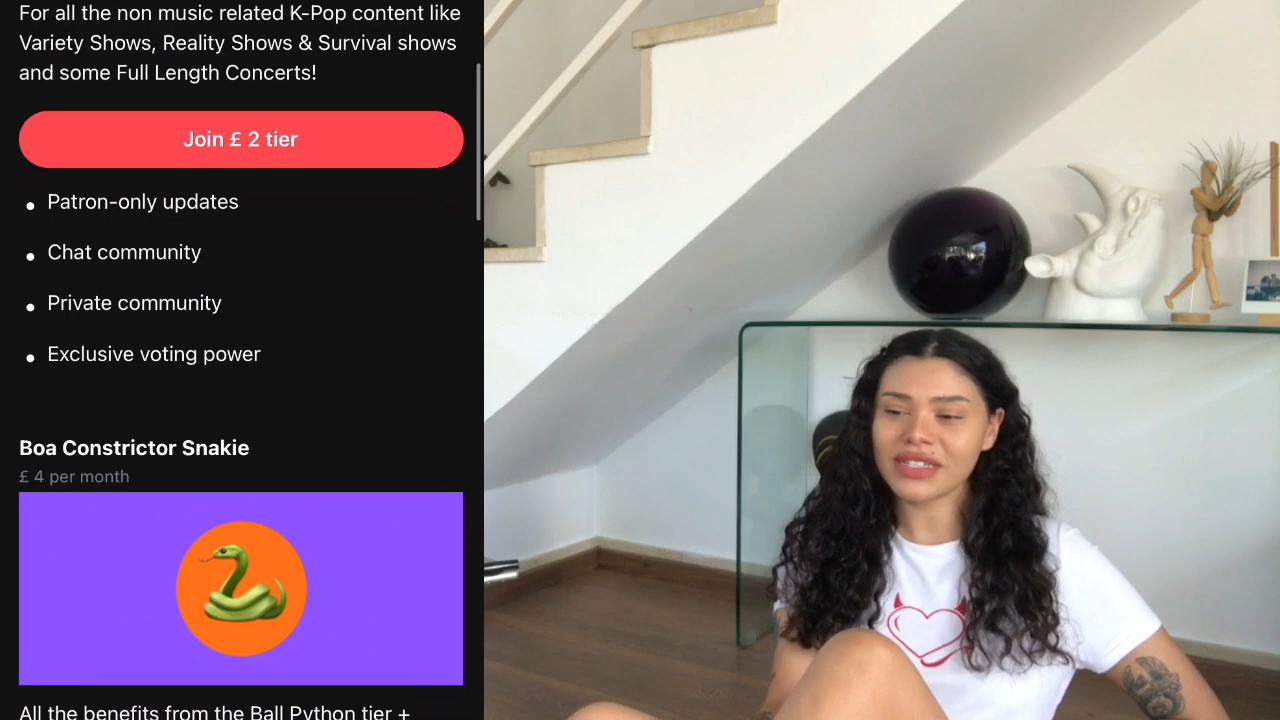 For all the non music related K-Pop content like
Variety Shows, Reality Shows & Survival shows
and some Full Length Concerts!
Join £ 2 tier
Patron-only updates
Chat community
Private community
Exclusive voting power
Boa Constrictor Snakie
£ 4 per month
All the benefits from the Ball Python tier +